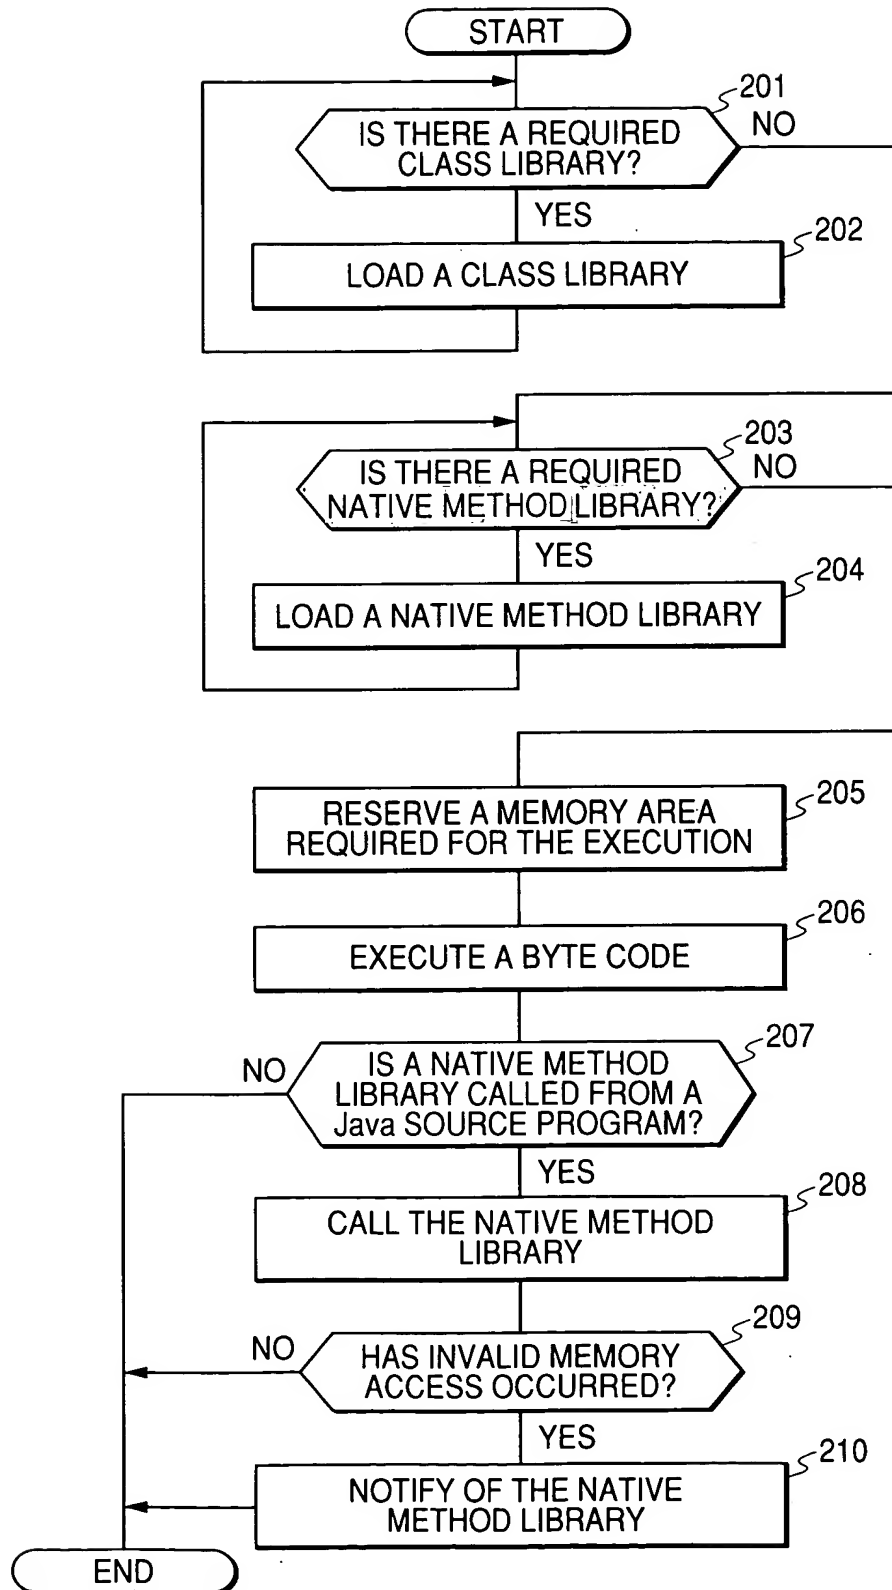 START
201
IS THERE A REQUIRED
CLASS LIBRARY?
NO
YES
202
LOAD A CLASS LIBRARY
203
IS THERE A REQUIRED
NATIVE METHOD LIBRARY?
NO
YES
204
LOAD A NATIVE METHOD LIBRARY
205
RESERVE A MEMORY AREA
REQUIRED FOR THE EXECUTION
206
EXECUTE A BYTE CODE
207
NO
IS A NATIVE METHOD
LIBRARY CALLED FROM A
Java SOURCE PROGRAM?
YES
208
CALL THE NATIVE METHOD
LIBRARY
209
NO
HAS INVALID MEMORY
ACCESS OCCURRED?
YES
210
NOTIFY OF THE NATIVE
METHOD LIBRARY
END